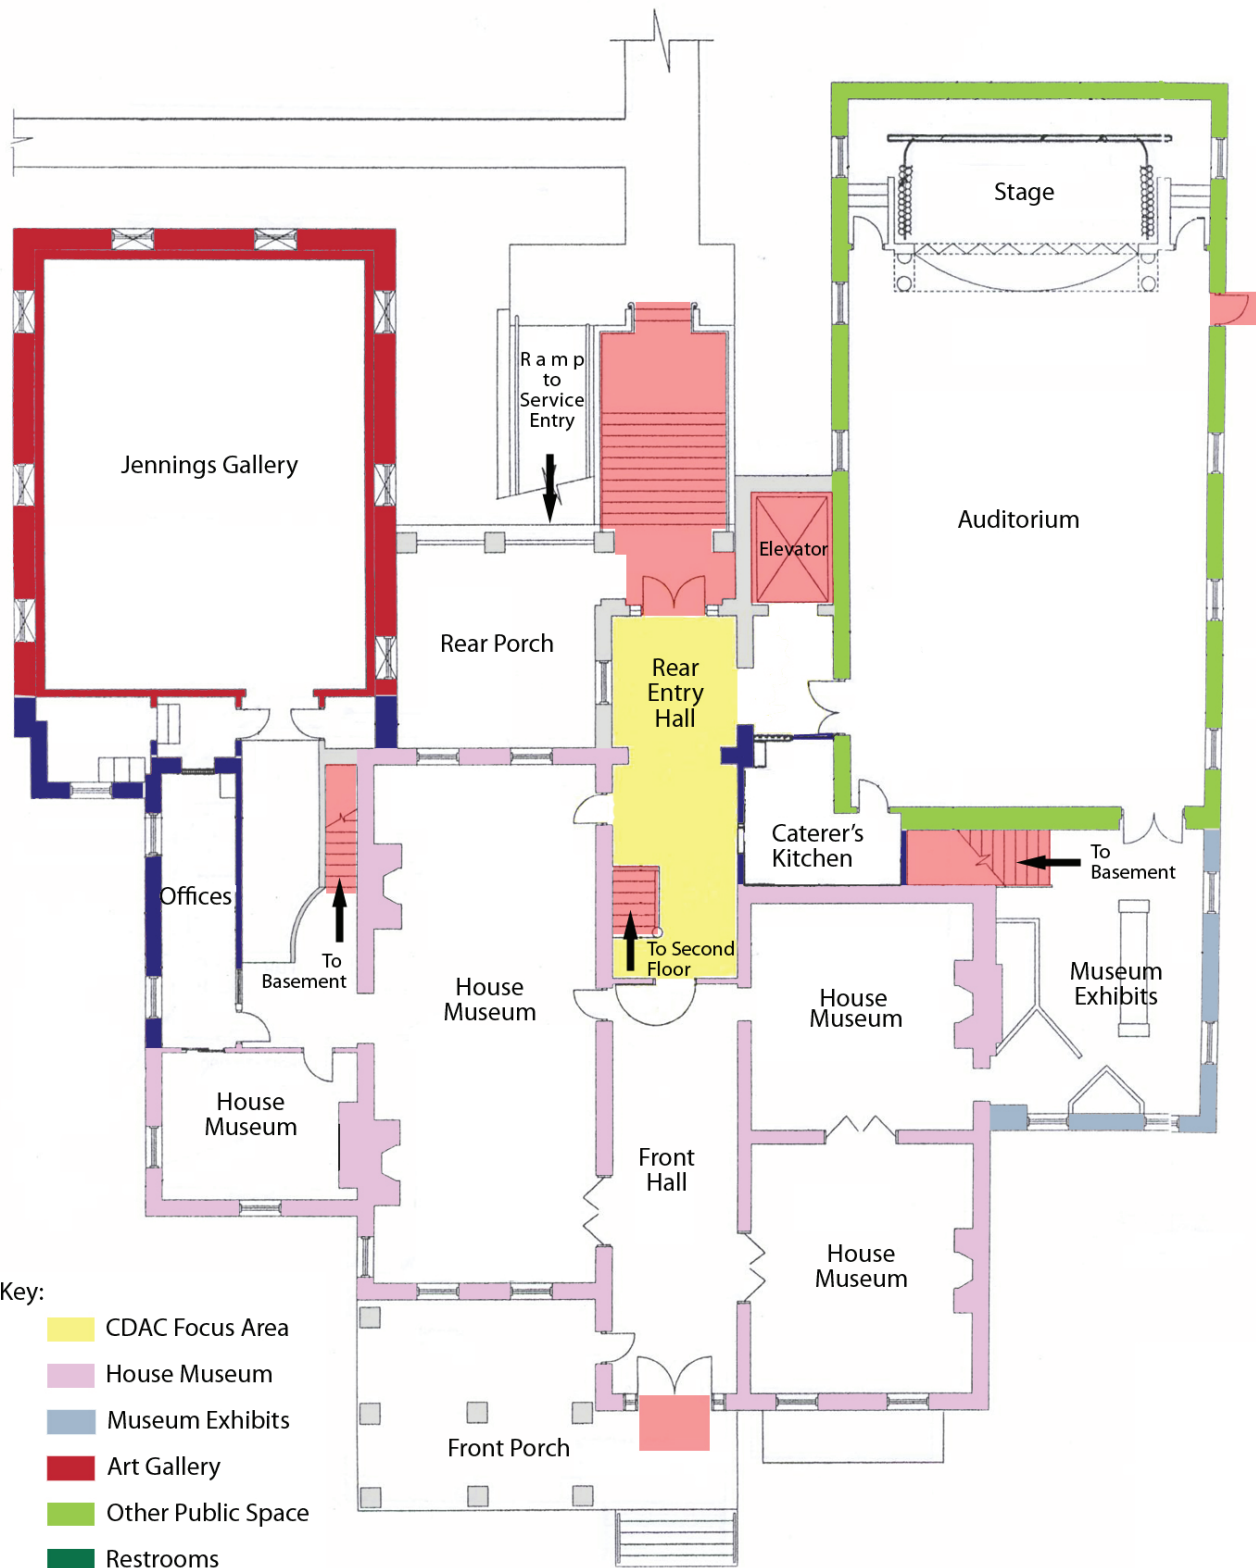 Stage
Ramp
to
Service
Entry
Jennings Gallery
Auditorium
Elevator
Rear Porch
Rear
Entry
Hall
Caterer's
Kitchen
To
Basement
Offices
To Second
Floor
To
Basement
House
Museum
House
Museum
Museum
Exhibits
House
Museum
Front
Hall
House
Museum
Front Porch
Key:
CDAC Focus Area
House Museum
Museum Exhibits
Art Gallery
Other Public Space
Restrooms